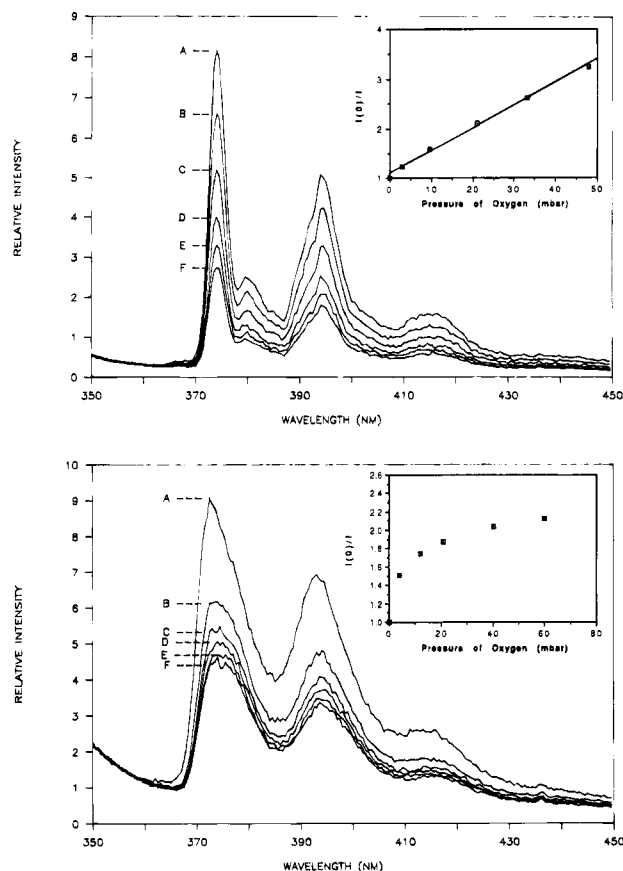 9
8
7
6
5
4
3
2
1
0
RELATIVE INTENSITY
A
B
C
D
E
F
350
370
390
410
430
450
WAVELENGTH (NM)
4
3
2
1
I(0)/I
0
10
20
30
40
50
Pressure of Oxygen (mbar)
10
9
8
7
6
5
4
3
2
1
0
RELATIVE INTENSITY
A
B
C
D
E
F
350
370
390
410
430
450
WAVELENGTH (NM)
2.6
2.4
2.2
2.0
1.8
1.6
1.4
1.2
1.0
I(0)/I
0
20
40
60
80
Pressure of Oxygen (mbar)